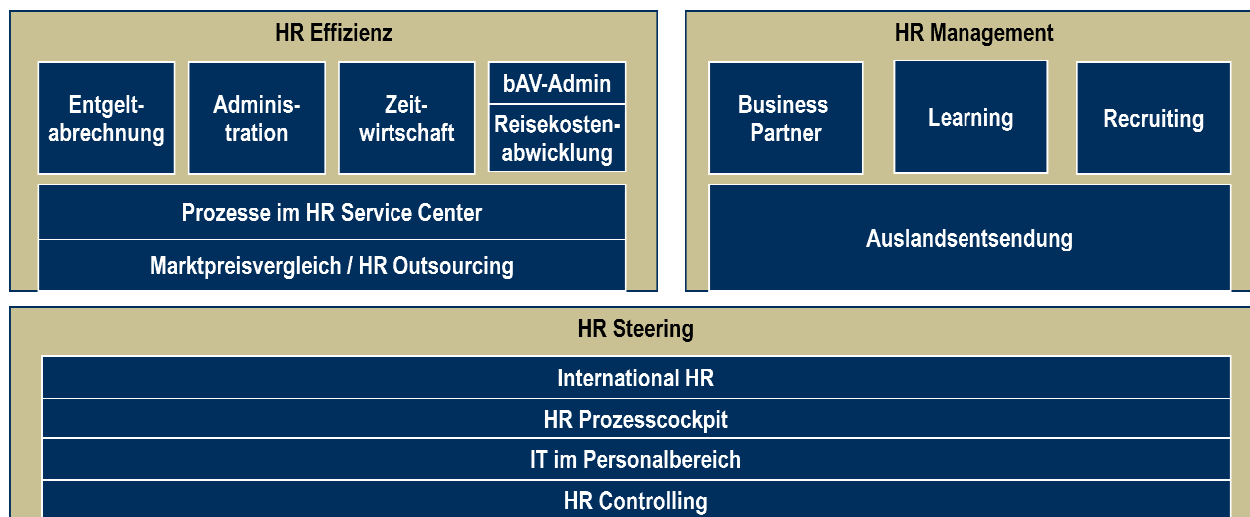 HR Effizienz
Entgelt-
abrechnung
Adminis-
tration
Zeit-
wirtschaft
bAV-Admin
Reisekosten-
abwicklung
Prozesse im HR Service Center
Marktpreisvergleich / HR Outsourcing
HR Management
Business
Partner
Learning
Recruiting
Auslandsentsendung
HR Steering
International HR
HR Prozesscockpit
IT im Personalbereich
HR Controlling